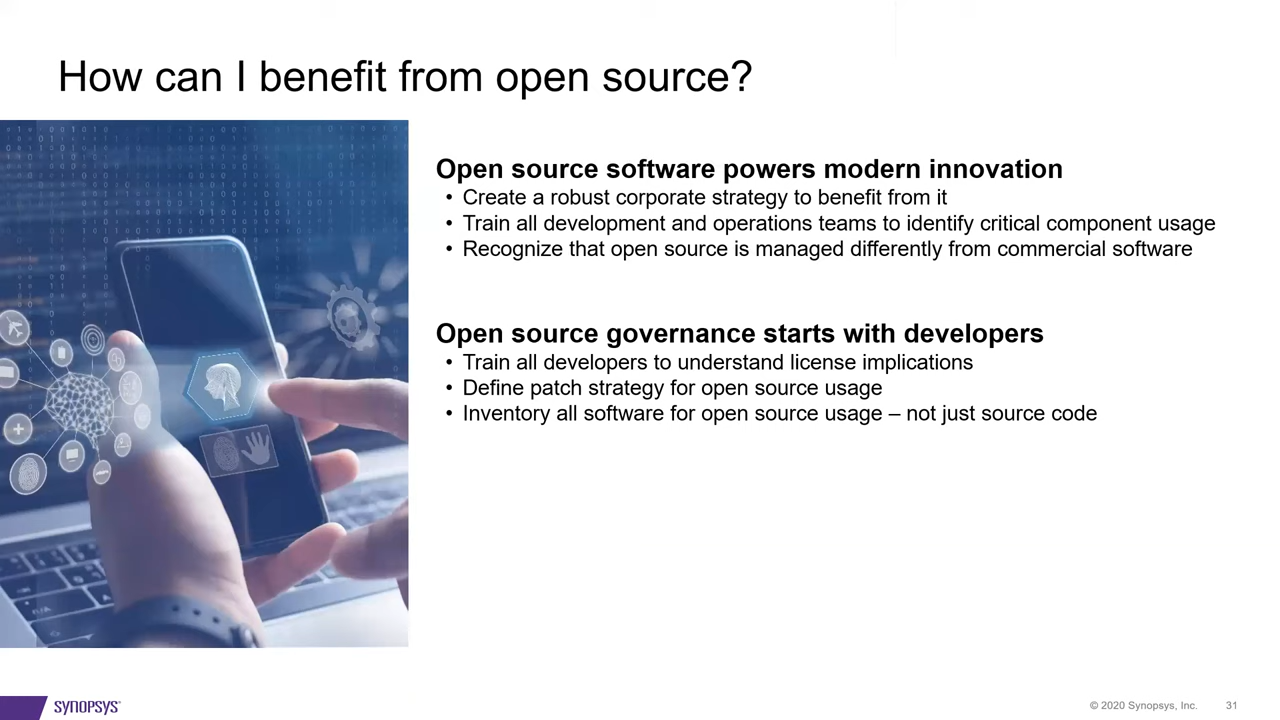 How can I benefit from open source?
Open source software powers modern innovation
• Create a robust corporate strategy to benefit from it
• Train all development and operations teams to identify critical component usage
• Recognize that open source is managed differently from commercial software
Open source governance starts with developers
• Train all developers to understand license implications
• Define patch strategy for open source usage
• Inventory all software for open source usage – not just source code
SYNOPSYS®
© 2020 Synopsys, Inc. 31